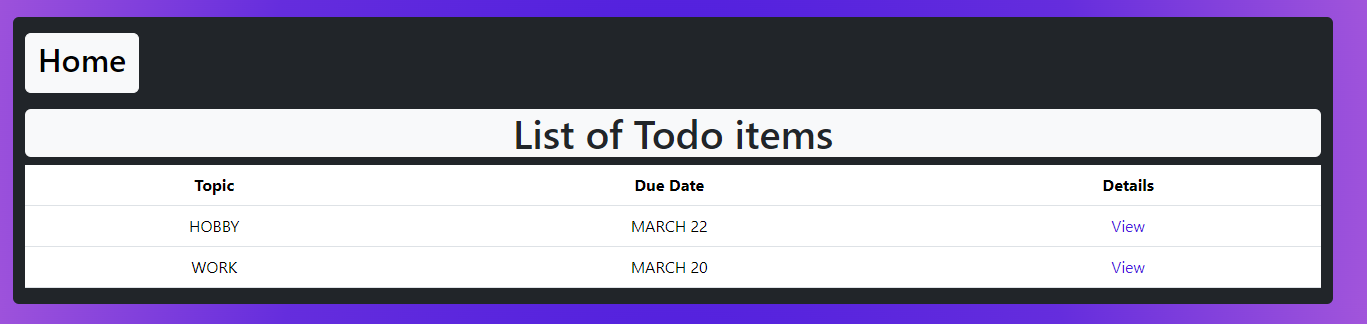 Home
List of Todo items
Topic Due Date Details
HOBBY MARCH 22 View
WORK MARCH 20 View